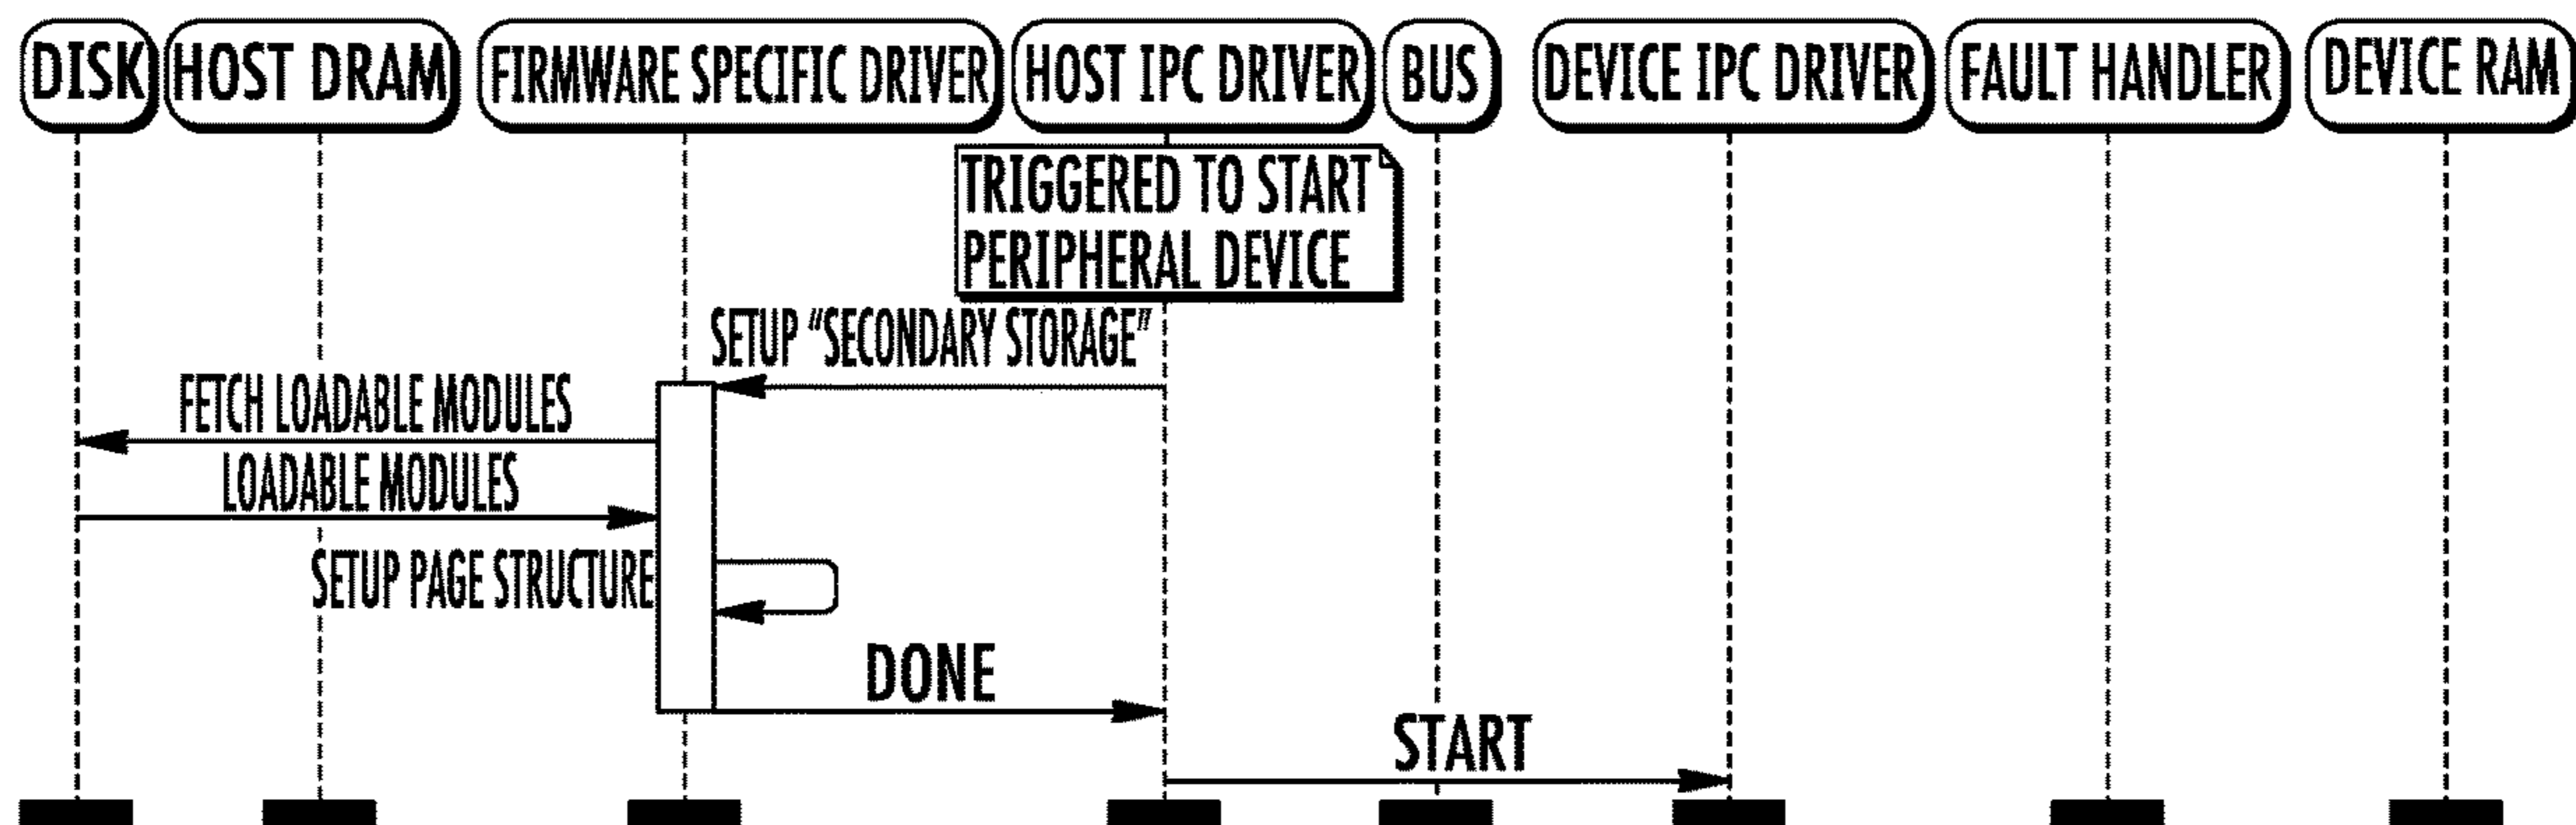 DISK
HOST DRAM
FIRMWARE SPECIFIC DRIVER
HOST IPC DRIVER
BUS
DEVICE IPC DRIVER
FAULT HANDLER
DEVICE RAM
TRIGGERED TO START
PERIPHERAL DEVICE
SETUP “SECONDARY STORAGE”
FETCH LOADABLE MODULES
LOADABLE MODULES
SETUP PAGE STRUCTURE
DONE
START